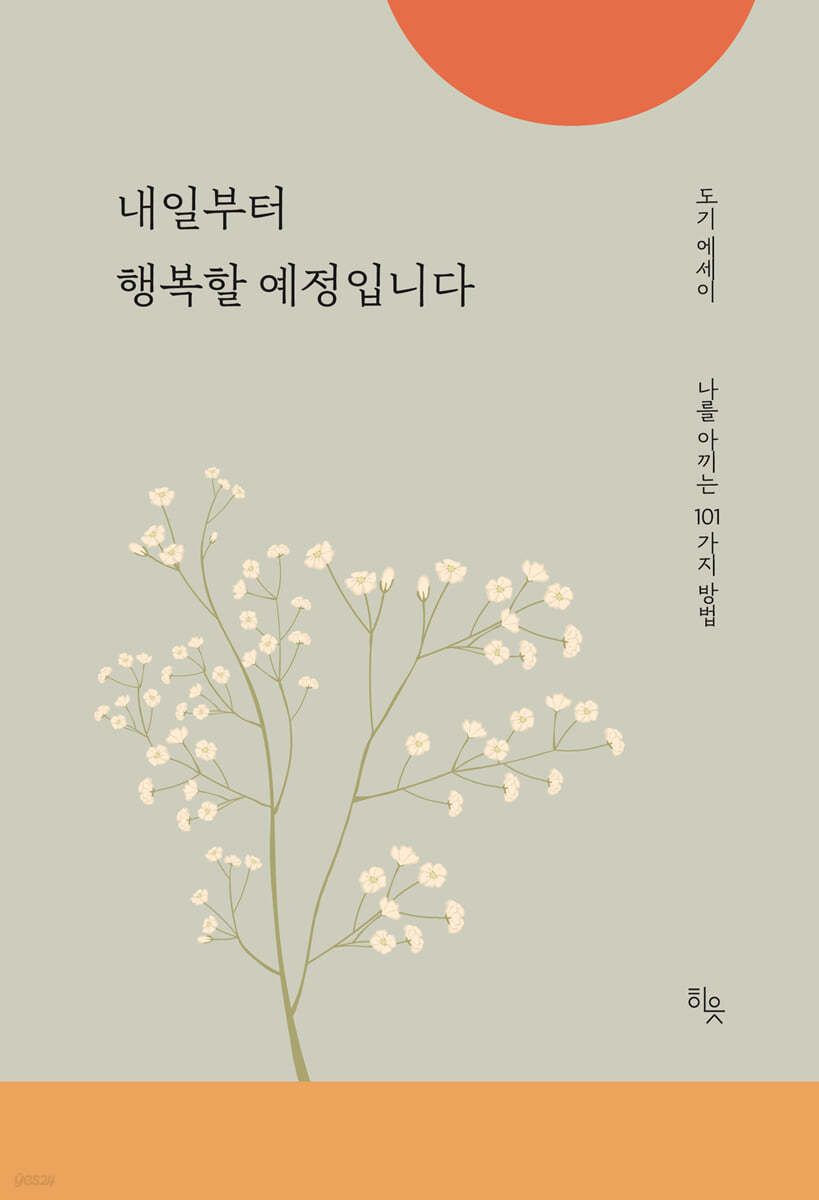 내일부터
행복할 예정입니다
도기 에세이
나를 아끼는 101가지 방법
히읏
yes24